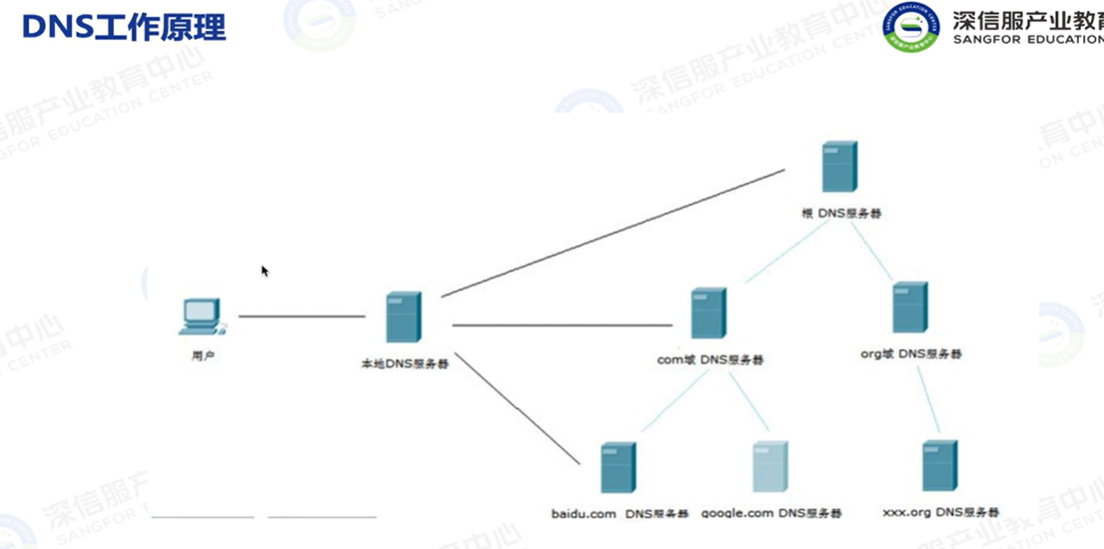 DNS工作原理
深信服产业教育
SANGFOR EDUCATION
根 DNS服务器
用户
本地DNS服务器
com域 DNS服务器
org域 DNS服务器
baidu.com DNS服务器
google.com DNS服务器
xxx.org DNS服务器